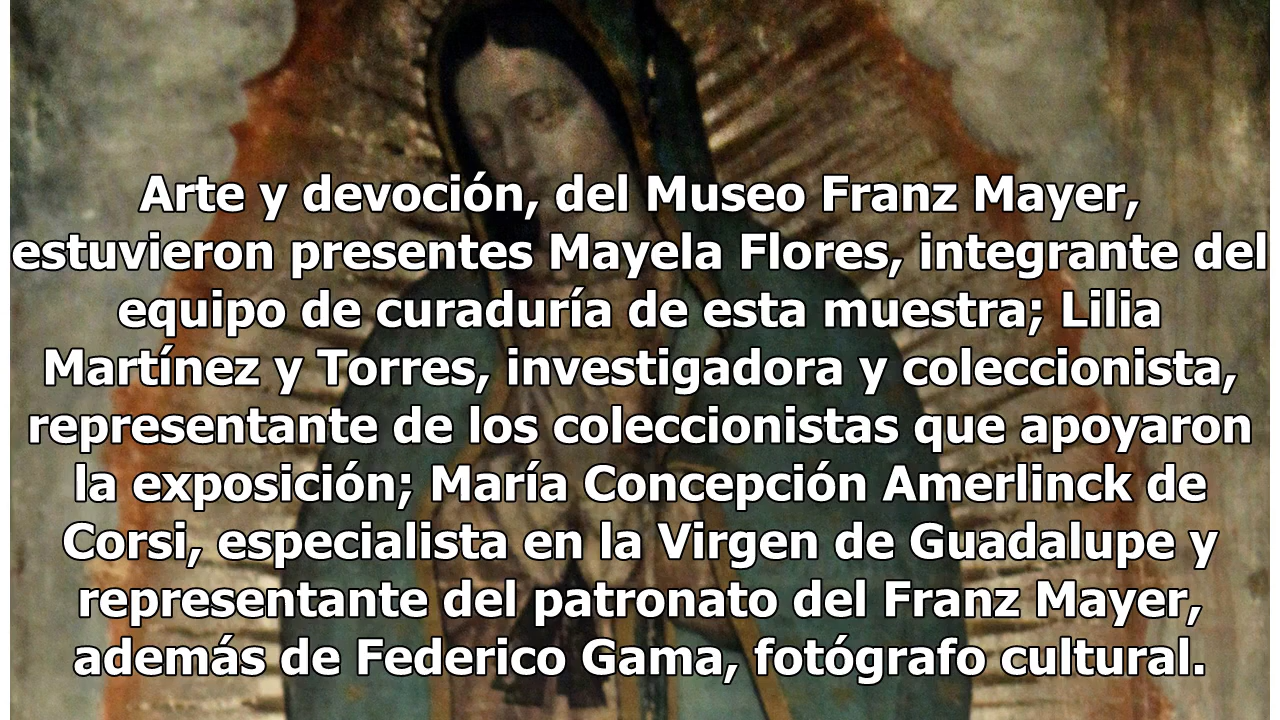 Arte y devoción, del Museo Franz Mayer,
estuvieron presentes Mayela Flores, integrante del
equipo de curaduría de esta muestra; Lilia
Martínez y Torres, investigadora y coleccionista,
representante de los coleccionistas que apoyaron
la exposición; María Concepción Amerlinck de
Corsi, especialista en la Virgen de Guadalupe y
representante del patronato del Franz Mayer,
además de Federico Gama, fotógrafo cultural.